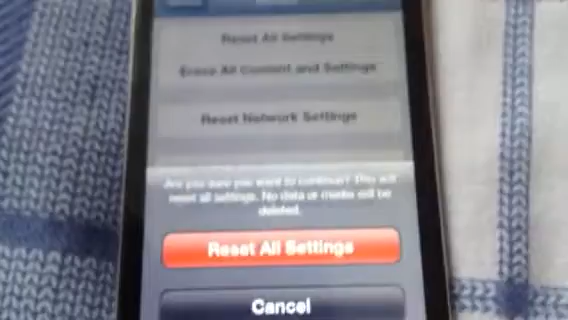 Reset All Settings
Erase All Content and Settings
Reset Network Settings
Are you sure you want to continue? This will
reset all settings. No data or media will be
deleted.
Reset All Settings
Cancel